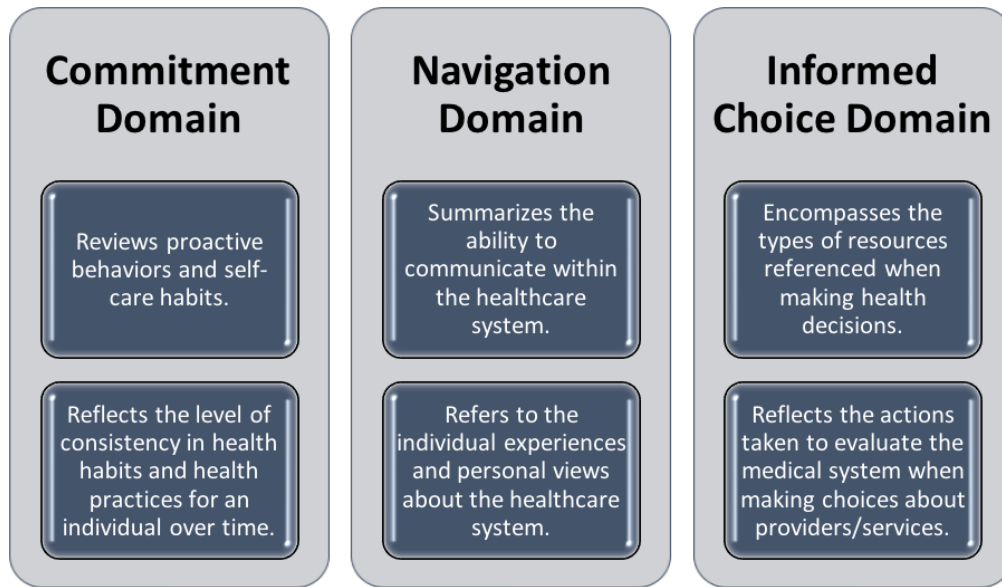 Commitment
Domain
Reviews proactive
behaviors and self-
care habits.
Reflects the level of
consistency in health
habits and health
practices for an
individual over time.
Navigation
Domain
Summarizes the
ability to
communicate within
the healthcare
system.
Refers to the
individual experiences
and personal views
about the healthcare
system.
Informed
Choice Domain
Encompasses the
types of resources
referenced when
making health
decisions.
Reflects the actions
taken to evaluate the
medical system when
making choices about
providers/services.